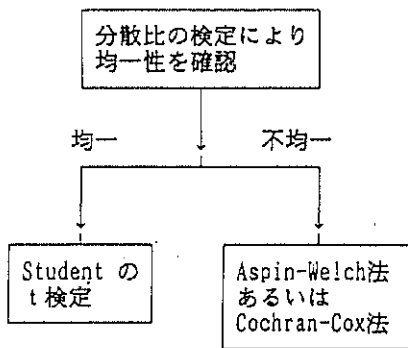 分散比の検定により
均一性を確認
均一
不均一
Student の
t 検定
Aspin-Welch法
あるいは
Cochran-Cox法